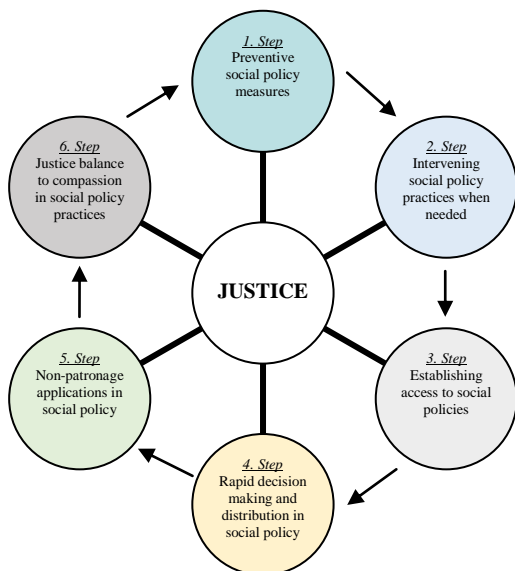 1. Step
Preventive
social policy
measures
2. Step
Intervening
social policy
practices when
needed
3. Step
Establishing
access to social
policies
4. Step
Rapid decision
making and
distribution in
social policy
5. Step
Non-patronage
applications in
social policy
6. Step
Justice balance
to compassion
in social policy
practices
JUSTICE